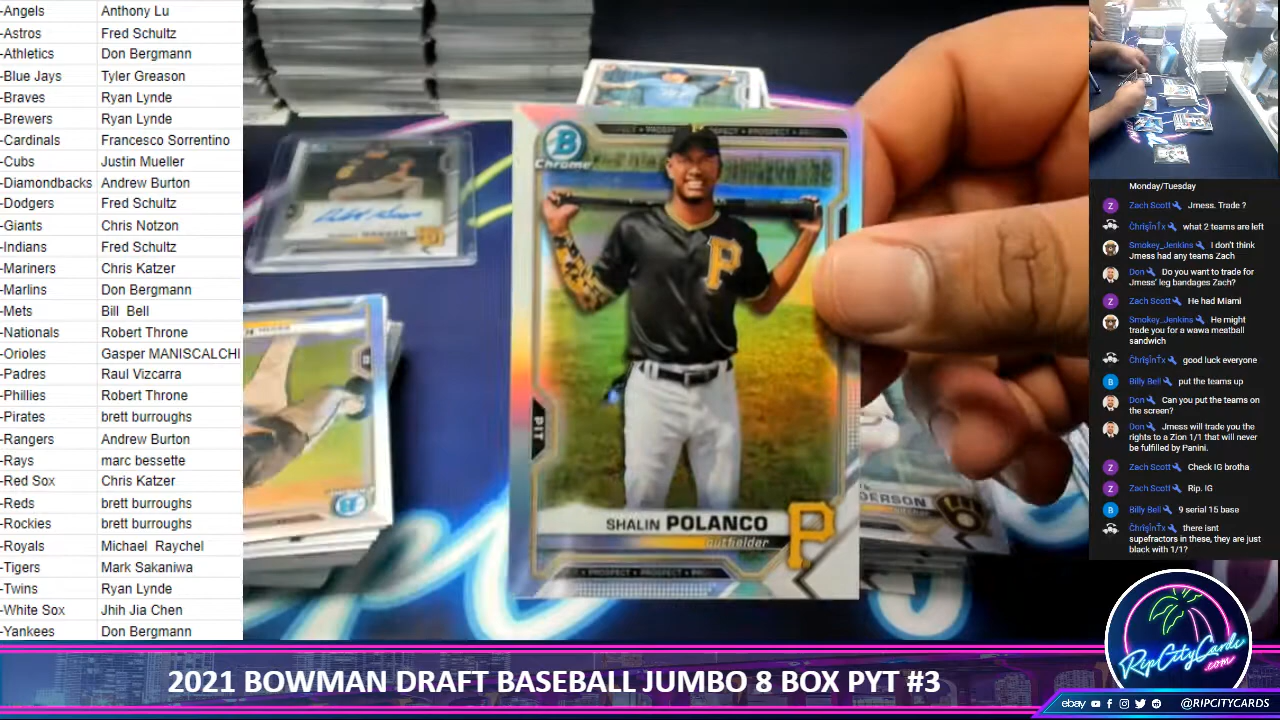 -Angels Anthony Lu
-Astros Fred Schultz
-Athletics Don Bergmann
-Blue Jays Tyler Greason
-Braves Ryan Lynde
-Brewers Ryan Lynde
-Cardinals Francesco Sorrentino
-Cubs Justin Mueller
-Diamondbacks Andrew Burton
-Dodgers Fred Schultz
-Giants Chris Notzon
-Indians Fred Schultz
-Mariners Chris Katzer
-Marlins Don Bergmann
-Mets Bill Bell
-Nationals Robert Throne
-Orioles Gasper MANISCALCHI
-Padres Raul Vizcarra
-Phillies Robert Throne
-Pirates brett burroughs
-Rangers Andrew Burton
-Rays marc bessette
-Red Sox Chris Katzer
-Reds brett burroughs
-Rockies brett burroughs
-Royals Michael Raychel
-Tigers Mark Sakaniwa
-Twins Ryan Lynde
-White Sox Jhih Jia Chen
-Yankees Don Bergmann
B
Chrome
PROSPECT
P
PIT
SHALIN POLANCO
outfielder
P
PROSPECT PROSPECT
DERSON
Monday/Tuesday
Z Zach Scott Jmess. Trade ?
ČhŕïşÍnŤx what 2 teams are left
Smokey_Jenkins I don't think
Jmess had any teams Zach
Don Do you want to trade for
Jmess' leg bandages Zach?
Z Zach Scott He had Miami
Smokey_Jenkins He might
trade you for a wawa meatball
sandwich
ČhŕïşÍnŤx good luck everyone
B Billy Bell put the teams up
Don Can you put the teams on
the screen?
Don Jmess will trade you the
rights to a Zion 1/1 that will never
be fulfilled by Panini.
Z Zach Scott Check IG brotha
Z Zach Scott Rip. IG
B Billy Bell 9 serial 15 base
ČhŕïşÍnŤx there isnt
supefractors in these, they are just
black with 1/1?
RipCityCards
.com
2021 BOWMAN DRAFT BASEBALL JUMBO 8 BOX PYT #3
ebay @RIPCITYCARDS